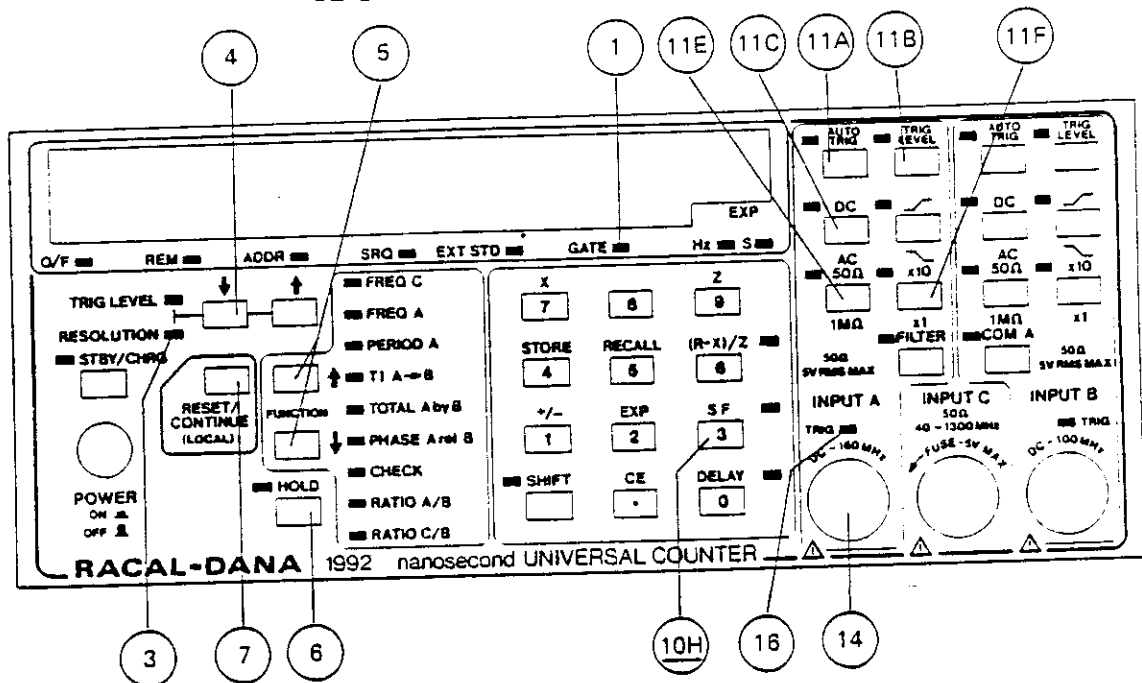 4
5
1
11E
11C
11A
11B
11F
EXP
O/F
REM
ADDR
SRQ
EXT STD
GATE
Hz
S
TRIG LEVEL
RESOLUTION
STBY/CHRG
RESET/
CONTINUE
(LOCAL)
POWER
ON
OFF
FUNCTION
HOLD
FREQ C
FREQ A
PERIOD A
T I A→B
TOTAL A by B
PHASE A rel B
CHECK
RATIO A/B
RATIO C/B
X
Z
7
8
9
STORE
RECALL
(R-X)/Z
4
5
6
+/-
EXP
SF
1
2
3
SHIFT
CE
DELAY
.
0
AUTO
TRIG
TRIG
LEVEL
DC
AC
50Ω
x10
1MΩ
x1
FILTER
50Ω
5V RMS MAX
INPUT A
TRIG
DC - 160 MHz
INPUT C
50Ω
40 - 1300 MHz
FUSE - 5V MAX
AUTO
TRIG
TRIG
LEVEL
DC
AC
50Ω
x10
1MΩ
x1
COM A
50Ω
5V RMS MAX
INPUT B
TRIG
DC - 100 MHz
RACAL-DANA 1992 nanosecond UNIVERSAL COUNTER
3
7
6
10H
16
14